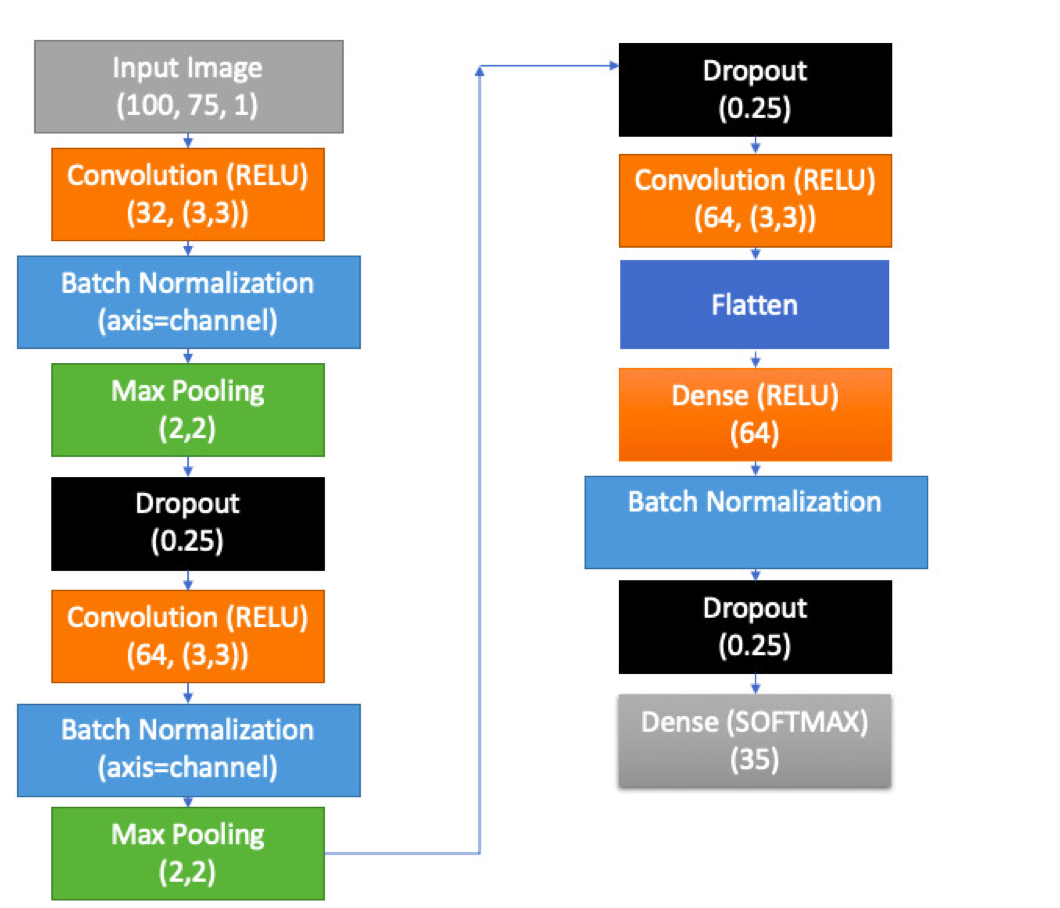 Input Image
(100, 75, 1)
Convolution (RELU)
(32, (3,3))
Batch Normalization
(axis=channel)
Max Pooling
(2,2)
Dropout
(0.25)
Convolution (RELU)
(64, (3,3))
Batch Normalization
(axis=channel)
Max Pooling
(2,2)
Dropout
(0.25)
Convolution (RELU)
(64, (3,3))
Flatten
Dense (RELU)
(64)
Batch Normalization
Dropout
(0.25)
Dense (SOFTMAX)
(35)